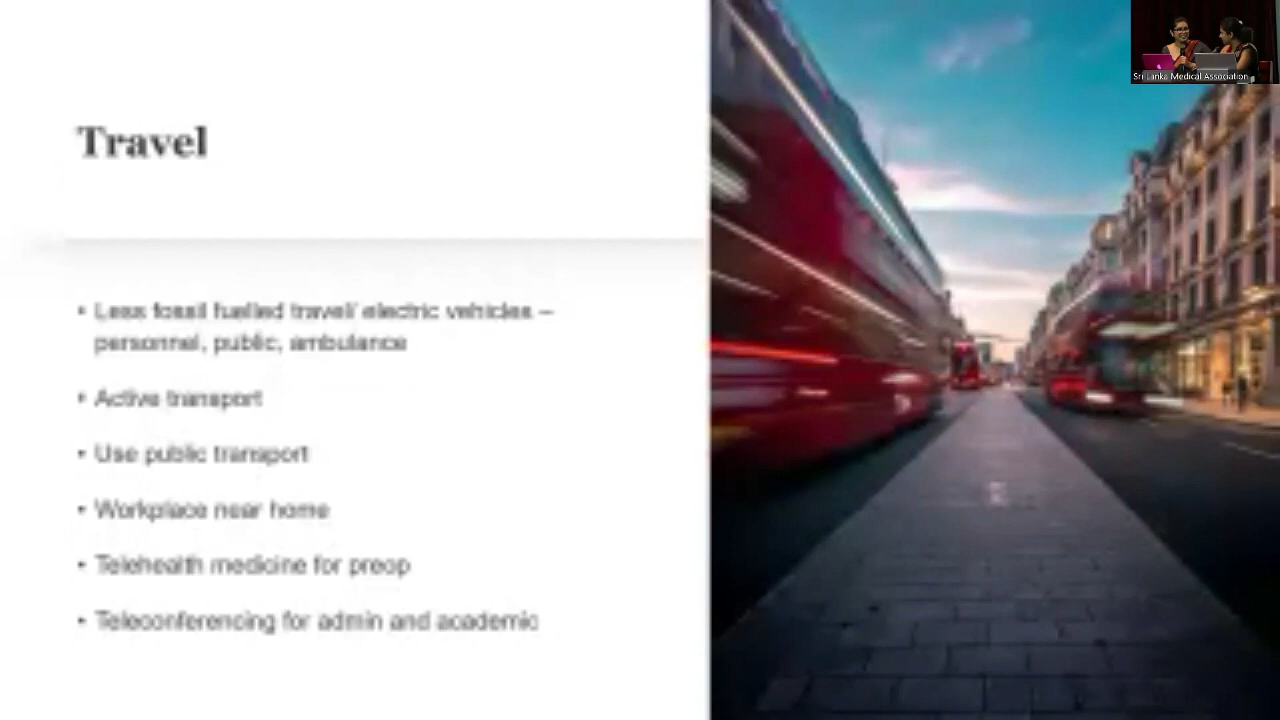 Sri Lanka Medical Association
Travel
• Less fossil fuelled travel/ electric vehicles –
personnel, public, ambulance
• Active transport
• Use public transport
• Workplace near home
• Telehealth medicine for preop
• Teleconferencing for admin and academic